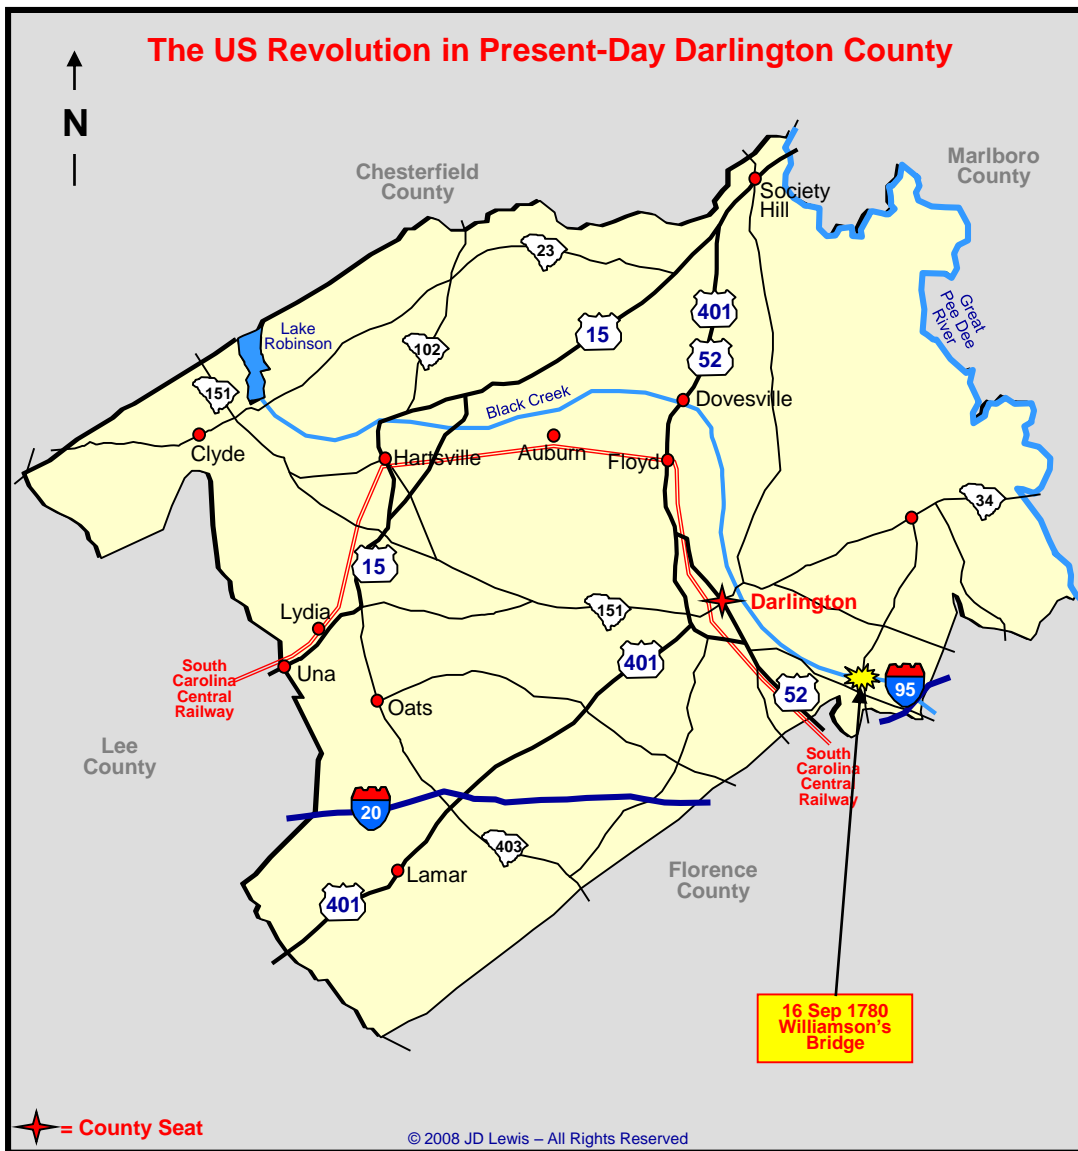 The US Revolution in Present-Day Darlington County
N
Chesterfield
County
Marlboro
County
Society
Hill
23
Great
Pee Dee
River
401
15
Lake
Robinson
102
52
151
Black Creek
Dovesville
Clyde
Hartsville
Auburn
Floyd
34
15
Lydia
151
Darlington
401
South
Carolina
Central
Railway
Una
52
95
Oats
Lee
County
South
Carolina
Central
Railway
20
403
Lamar
Florence
County
401
16 Sep 1780
Williamson’s
Bridge
= County Seat
© 2008 JD Lewis – All Rights Reserved